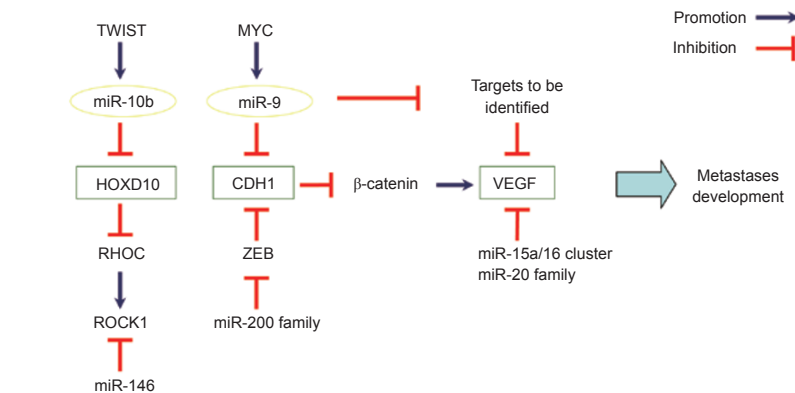 Promotion
Inhibition
TWIST
MYC
miR-10b
miR-9
Targets to be
identified
HOXD10
CDH1
β-catenin
VEGF
Metastases
development
RHOC
ZEB
miR-15a/16 cluster
miR-20 family
ROCK1
miR-200 family
miR-146